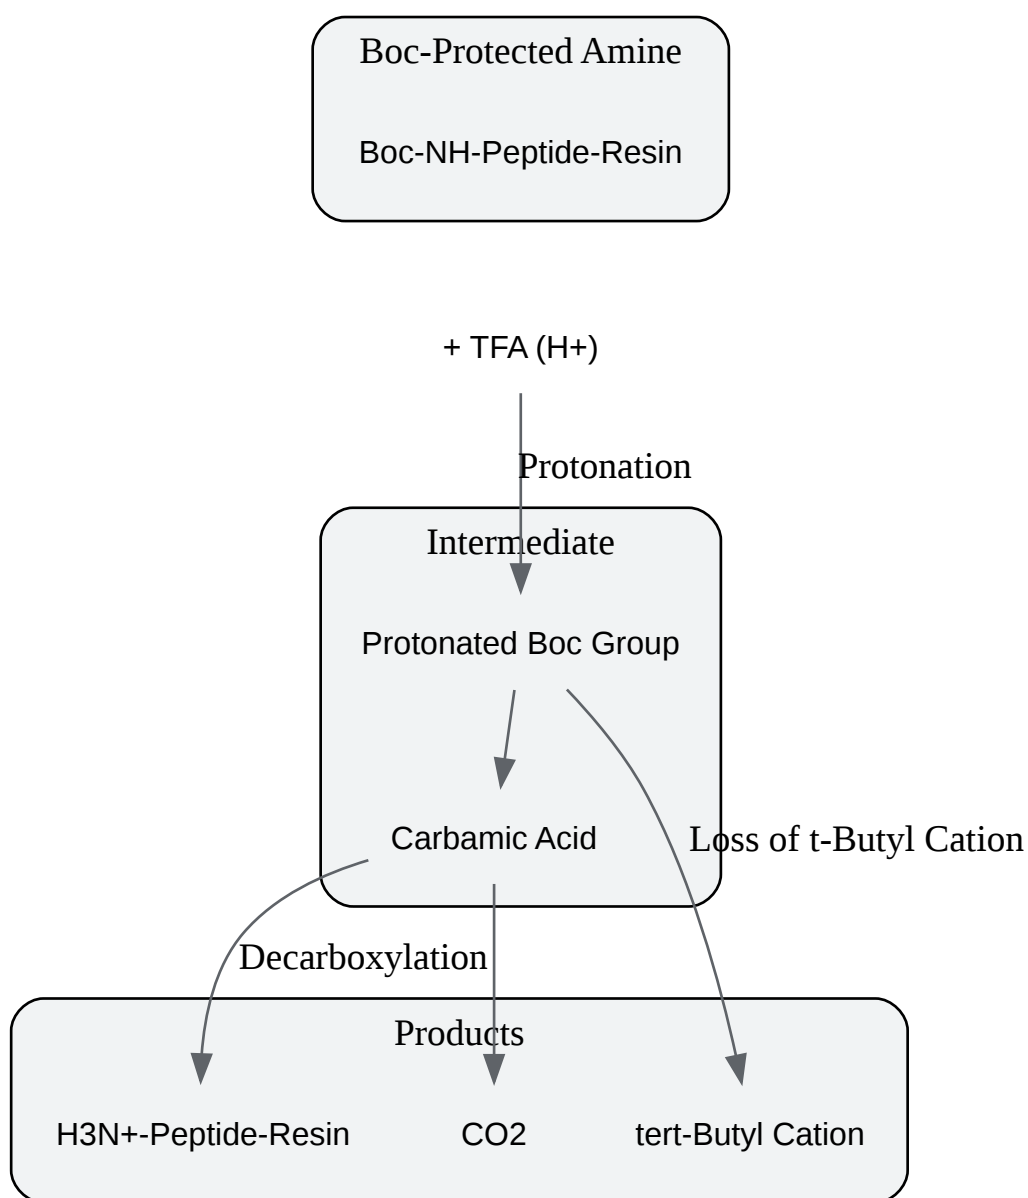 Boc-Protected Amine
Boc-NH-Peptide-Resin
+ TFA (H+)
Protonation
Intermediate
Protonated Boc Group
Carbamic Acid
Loss of t-Butyl Cation
Decarboxylation
Products
H3N+-Peptide-Resin
CO2
tert-Butyl Cation